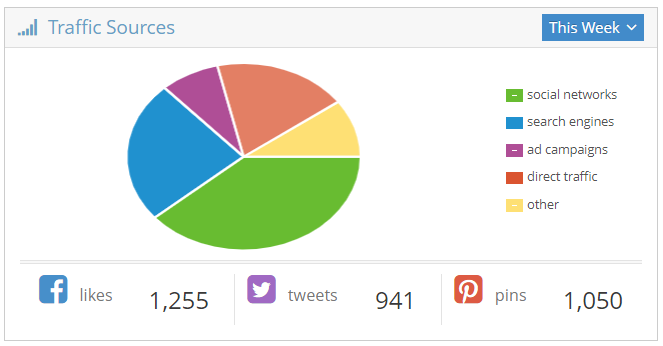 Traffic Sources
This Week
social networks
search engines
ad campaigns
direct traffic
other
likes 1,255
tweets 941
pins 1,050